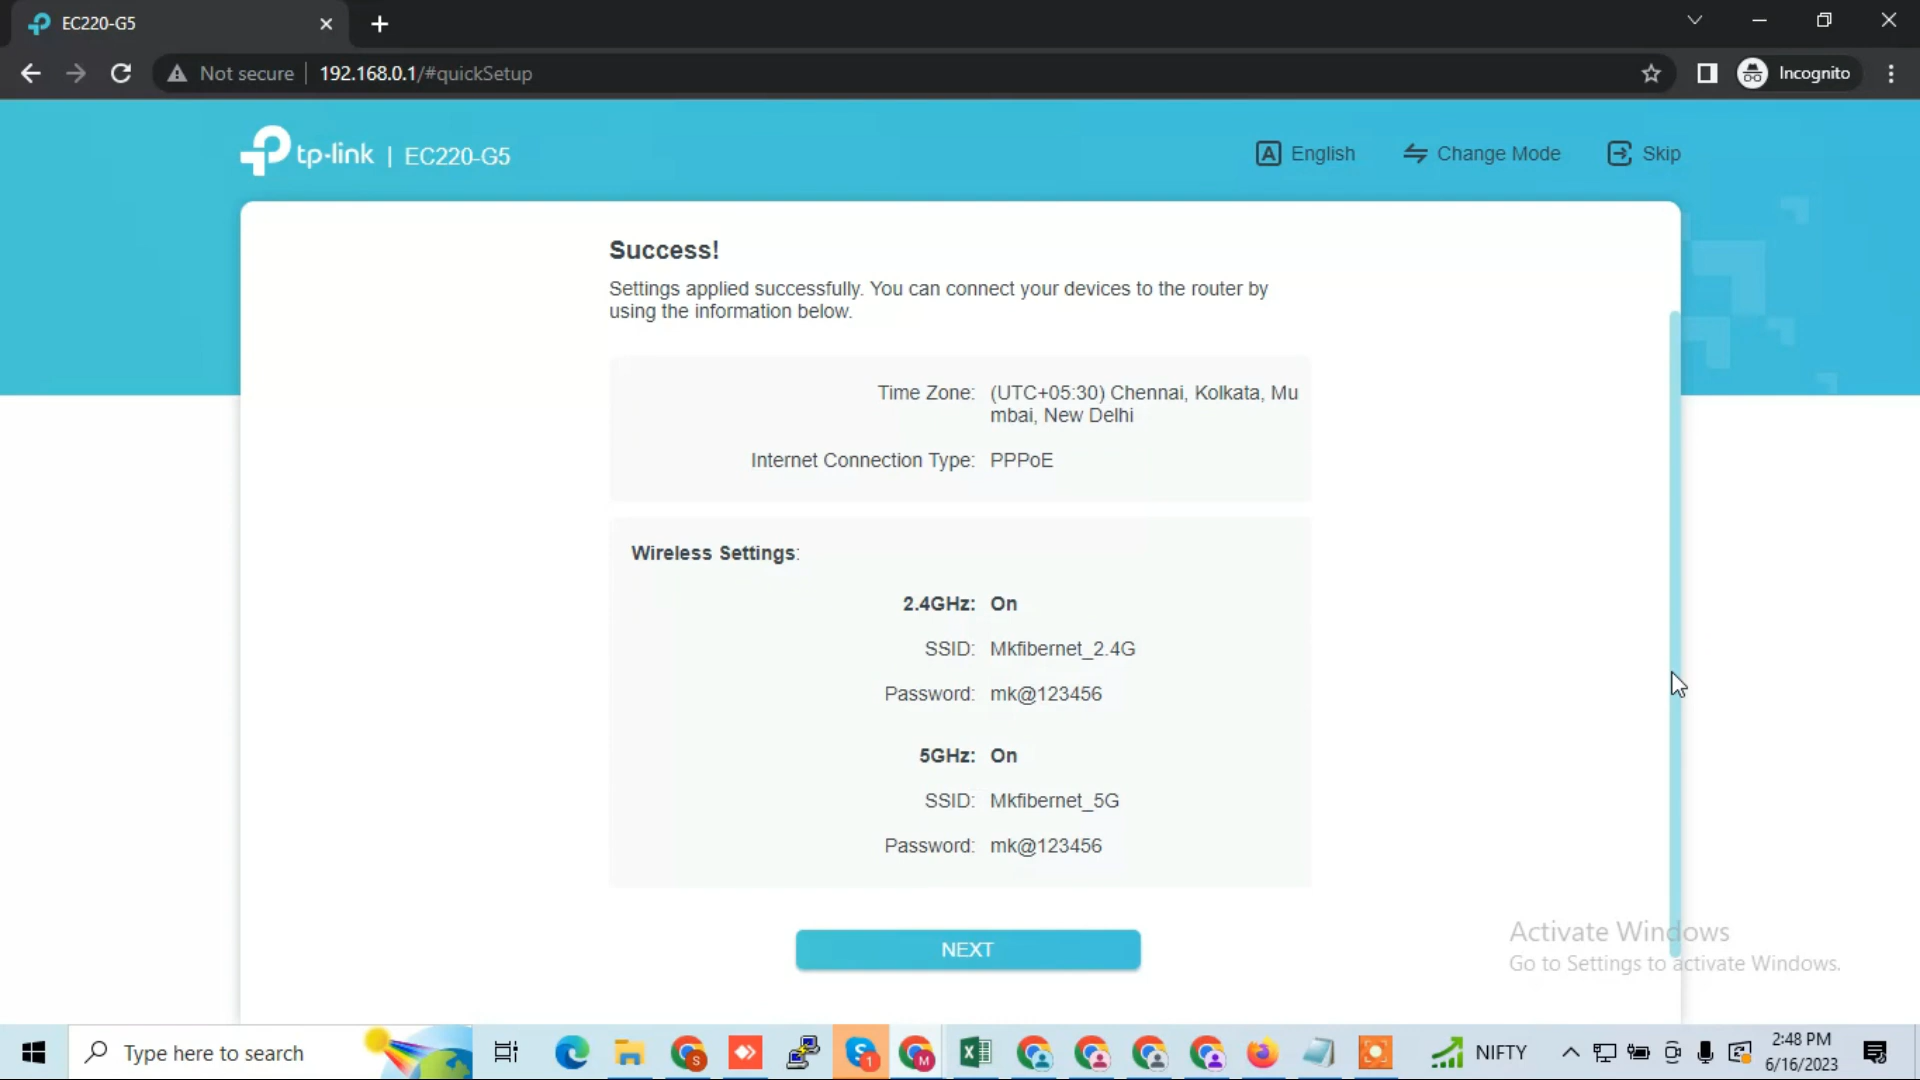 EC220-G5
Not secure | 192.168.0.1/#quickSetup
Incognito
tp-link | EC220-G5
English
Change Mode
Skip
Success!
Settings applied successfully. You can connect your devices to the router by
using the information below.
Time Zone: (UTC+05:30) Chennai, Kolkata, Mu
mbai, New Delhi
Internet Connection Type: PPPoE
Wireless Settings:
2.4GHz: On
SSID: Mkfibernet_2.4G
Password: mk@123456
5GHz: On
SSID: Mkfibernet_5G
Password: mk@123456
NEXT
Activate Windows
Go to Settings to activate Windows.
Type here to search
S
S 1
M
NIFTY
2:48 PM
6/16/2023